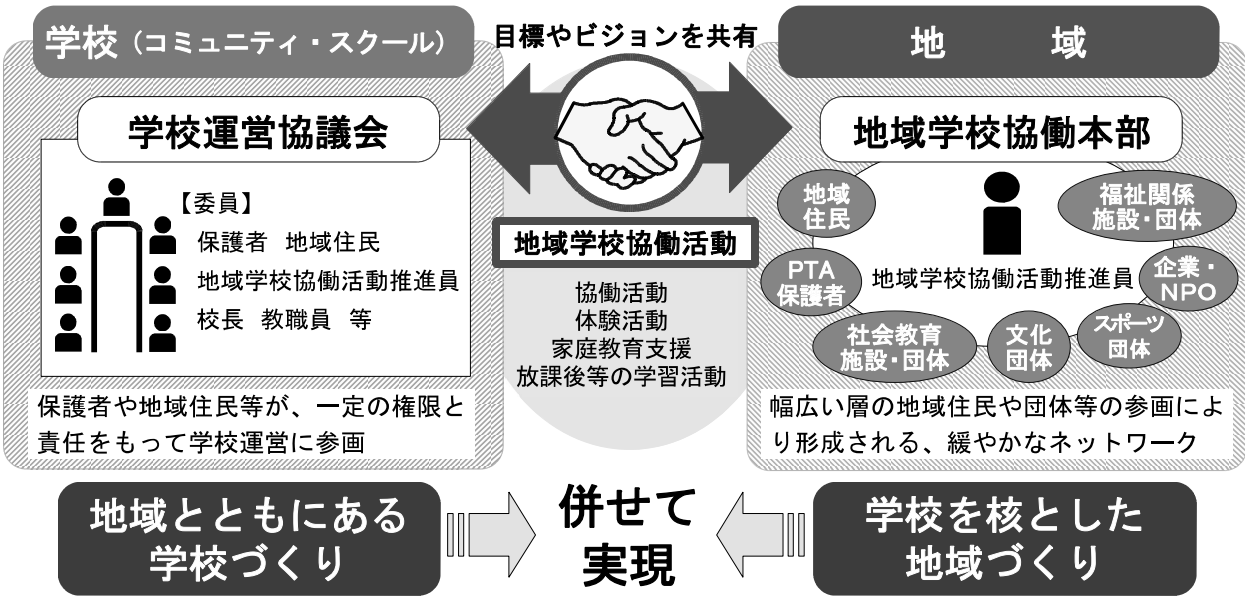 学校（コミュニティ・スクール）
学校運営協議会
【委員】
保護者 地域住民
地域学校協働活動推進員
校長 教職員 等
保護者や地域住民等が、一定の権限と
責任をもって学校運営に参画
目標やビジョンを共有
地域学校協働活動
協働活動
体験活動
家庭教育支援
放課後等の学習活動
地 域
地域学校協働本部
地域
住民
福祉関係
施設・団体
PTA
保護者
地域学校協働活動推進員
企業・
NPO
社会教育
施設・団体
文化
団体
スポーツ
団体
幅広い層の地域住民や団体等の参画によ
り形成される、緩やかなネットワーク
地域とともにある
学校づくり
併せて
実現
学校を核とした
地域づくり